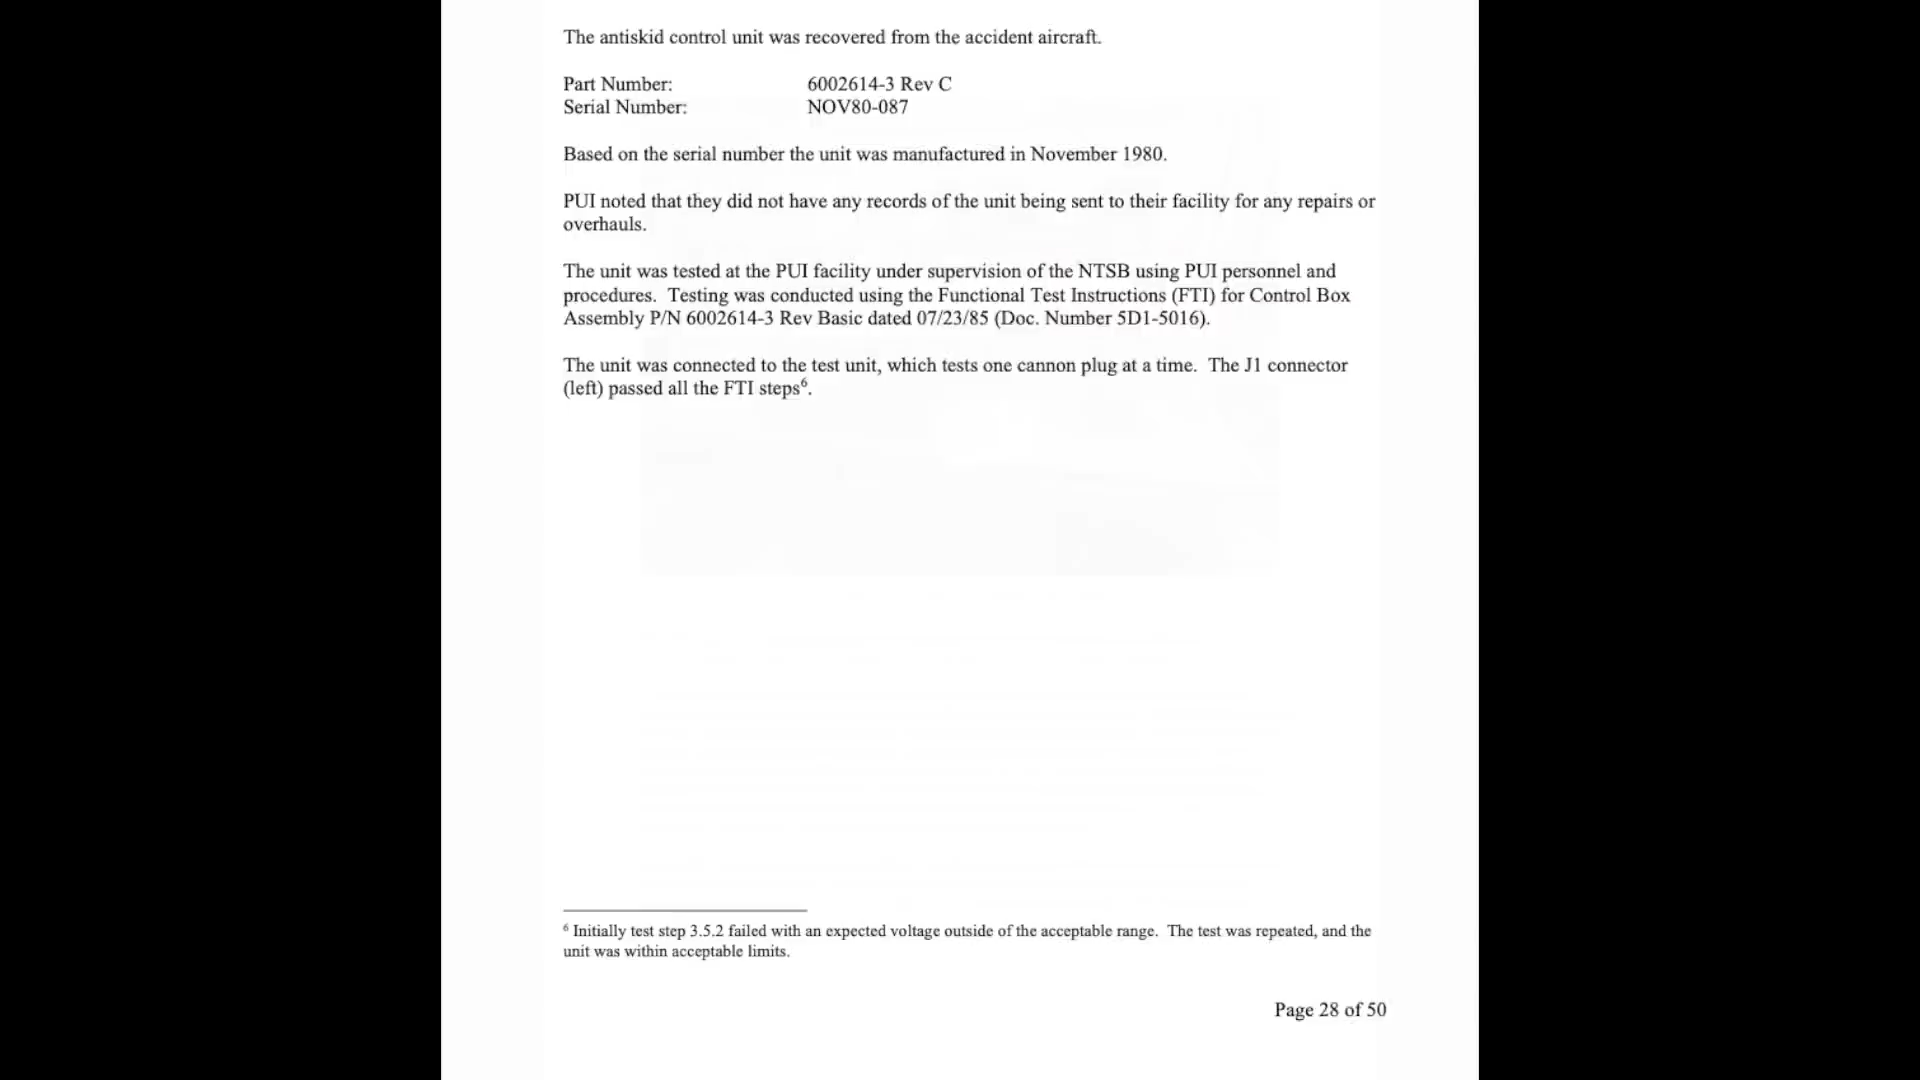 The antiskid control unit was recovered from the accident aircraft.
Part Number: 6002614-3 Rev C
Serial Number: NOV80-087
Based on the serial number the unit was manufactured in November 1980.
PUI noted that they did not have any records of the unit being sent to their facility for any repairs or
overhauls.
The unit was tested at the PUI facility under supervision of the NTSB using PUI personnel and
procedures. Testing was conducted using the Functional Test Instructions (FTI) for Control Box
Assembly P/N 6002614-3 Rev Basic dated 07/23/85 (Doc. Number 5D1-5016).
The unit was connected to the test unit, which tests one cannon plug at a time. The J1 connector
(left) passed all the FTI steps⁶.
⁶ Initially test step 3.5.2 failed with an expected voltage outside of the acceptable range. The test was repeated, and the
unit was within acceptable limits.
Page 28 of 50